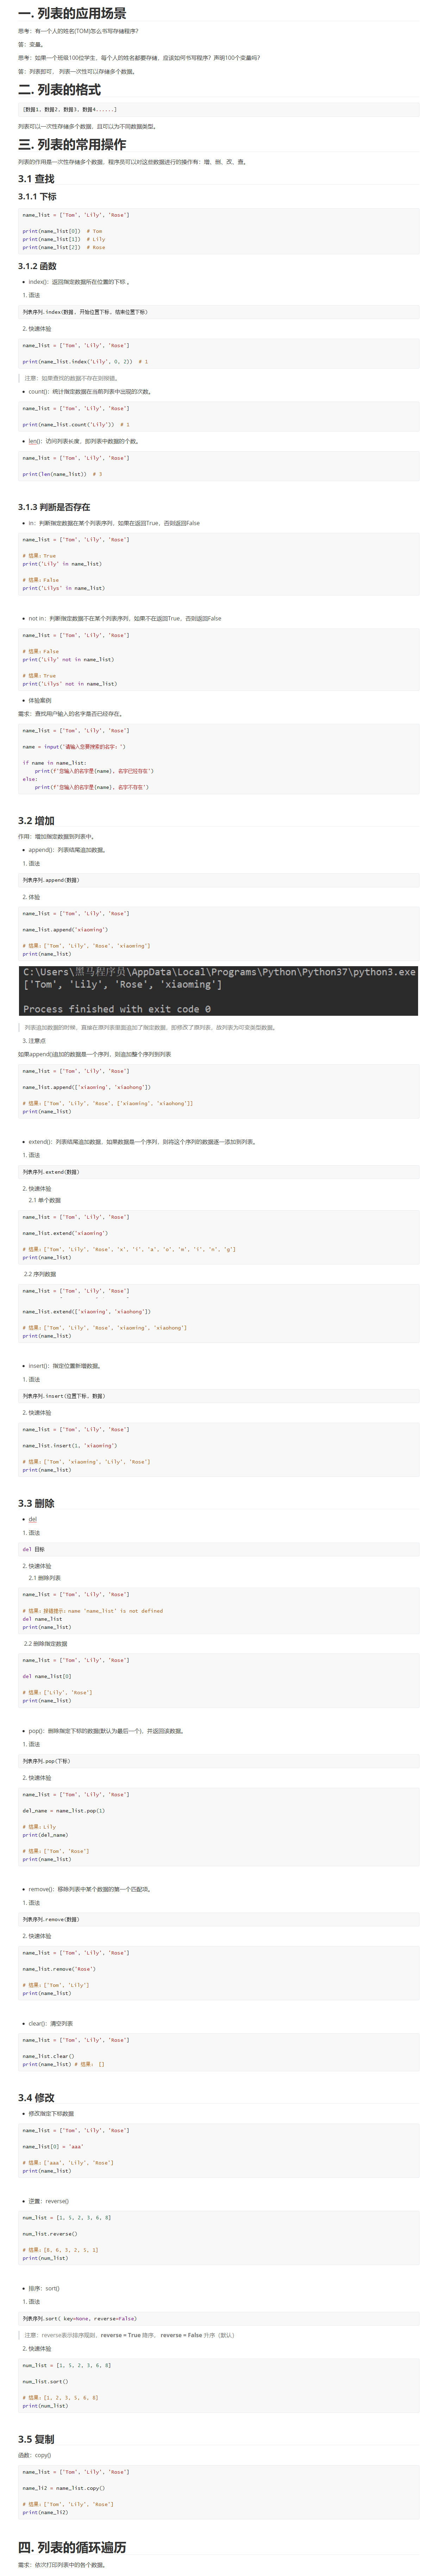 一. 列表的应用场景
思考：有一个人的姓名(TOM)怎么书写存储程序？
答：变量。
思考：如果一个班级100位学生，每个人的姓名都要存储，应该如何书写程序？声明100个变量吗？
答：列表即可， 列表一次性可以存储多个数据。
二. 列表的格式
[数据1, 数据2, 数据3, 数据4......]
列表可以一次性存储多个数据，且可以为不同数据类型。
三. 列表的常用操作
列表的作用是一次性存储多个数据，程序员可以对这些数据进行的操作有：增、删、改、查。
3.1 查找
3.1.1 下标
name_list = ['Tom', 'Lily', 'Rose']
print(name_list[0])  # Tom
print(name_list[1])  # Lily
print(name_list[2])  # Rose
3.1.2 函数
• index()：返回指定数据所在位置的下标 。
1. 语法
列表序列.index(数据, 开始位置下标, 结束位置下标)
2. 快速体验
name_list = ['Tom', 'Lily', 'Rose']
print(name_list.index('Lily', 0, 2))  # 1
注意：如果查找的数据不存在则报错。
• count()：统计指定数据在当前列表中出现的次数。
name_list = ['Tom', 'Lily', 'Rose']
print(name_list.count('Lily'))  # 1
• len()：访问列表长度，即列表中数据的个数。
name_list = ['Tom', 'Lily', 'Rose']
print(len(name_list))  # 3
3.1.3 判断是否存在
• in：判断指定数据在某个列表序列，如果在返回True，否则返回False
name_list = ['Tom', 'Lily', 'Rose']
# 结果：True
print('Lily' in name_list)
# 结果：False
print('Lilys' in name_list)
• not in：判断指定数据不在某个列表序列，如果不在返回True，否则返回False
name_list = ['Tom', 'Lily', 'Rose']
# 结果：False
print('Lily' not in name_list)
# 结果：True
print('Lilys' not in name_list)
• 体验案例
需求：查找用户输入的名字是否已经存在。
name_list = ['Tom', 'Lily', 'Rose']
name = input('请输入您要搜索的名字：')
if name in name_list:
    print(f'您输入的名字是{name}, 名字已经存在')
else:
    print(f'您输入的名字是{name}, 名字不存在')
3.2 增加
作用：增加指定数据到列表中。
• append()：列表结尾追加数据。
1. 语法
列表序列.append(数据)
2. 体验
name_list = ['Tom', 'Lily', 'Rose']
name_list.append('xiaoming')
# 结果：['Tom', 'Lily', 'Rose', 'xiaoming']
print(name_list)
C:\Users\黑马程序员\AppData\Local\Programs\Python\Python37\python3.exe
['Tom', 'Lily', 'Rose', 'xiaoming']
Process finished with exit code 0
列表追加数据的时候，直接在原列表里面追加了指定数据，即修改了原列表，故列表为可变类型数据。
3. 注意点
如果append()追加的数据是一个序列，则追加整个序列到列表
name_list = ['Tom', 'Lily', 'Rose']
name_list.append(['xiaoming', 'xiaohong'])
# 结果：['Tom', 'Lily', 'Rose', ['xiaoming', 'xiaohong']]
print(name_list)
• extend()：列表结尾追加数据，如果数据是一个序列，则将这个序列的数据逐一添加到列表。
1. 语法
列表序列.extend(数据)
2. 快速体验
2.1 单个数据
name_list = ['Tom', 'Lily', 'Rose']
name_list.extend('xiaoming')
# 结果：['Tom', 'Lily', 'Rose', 'x', 'i', 'a', 'o', 'm', 'i', 'n', 'g']
print(name_list)
2.2 序列数据
name_list = ['Tom', 'Lily', 'Rose']
name_list.extend(['xiaoming', 'xiaohong'])
# 结果：['Tom', 'Lily', 'Rose', 'xiaoming', 'xiaohong']
print(name_list)
• insert()：指定位置新增数据。
1. 语法
列表序列.insert(位置下标, 数据)
2. 快速体验
name_list = ['Tom', 'Lily', 'Rose']
name_list.insert(1, 'xiaoming')
# 结果：['Tom', 'xiaoming', 'Lily', 'Rose']
print(name_list)
3.3 删除
• del
1. 语法
del 目标
2. 快速体验
2.1 删除列表
name_list = ['Tom', 'Lily', 'Rose']
# 结果：报错提示：name 'name_list' is not defined
del name_list
print(name_list)
2.2 删除指定数据
name_list = ['Tom', 'Lily', 'Rose']
del name_list[0]
# 结果：['Lily', 'Rose']
print(name_list)
• pop()：删除指定下标的数据(默认为最后一个)，并返回该数据。
1. 语法
列表序列.pop(下标)
2. 快速体验
name_list = ['Tom', 'Lily', 'Rose']
del_name = name_list.pop(1)
# 结果：Lily
print(del_name)
# 结果：['Tom', 'Rose']
print(name_list)
• remove()：移除列表中某个数据的第一个匹配项。
1. 语法
列表序列.remove(数据)
2. 快速体验
name_list = ['Tom', 'Lily', 'Rose']
name_list.remove('Rose')
# 结果：['Tom', 'Lily']
print(name_list)
• clear()：清空列表
name_list = ['Tom', 'Lily', 'Rose']
name_list.clear()
print(name_list) # 结果： []
3.4 修改
• 修改指定下标数据
name_list = ['Tom', 'Lily', 'Rose']
name_list[0] = 'aaa'
# 结果：['aaa', 'Lily', 'Rose']
print(name_list)
• 逆置：reverse()
num_list = [1, 5, 2, 3, 6, 8]
num_list.reverse()
# 结果：[8, 6, 3, 2, 5, 1]
print(num_list)
• 排序：sort()
1. 语法
列表序列.sort( key=None, reverse=False)
注意：reverse表示排序规则，reverse = True 降序， reverse = False 升序（默认）
2. 快速体验
num_list = [1, 5, 2, 3, 6, 8]
num_list.sort()
# 结果：[1, 2, 3, 5, 6, 8]
print(num_list)
3.5 复制
函数：copy()
name_list = ['Tom', 'Lily', 'Rose']
name_li2 = name_list.copy()
# 结果：['Tom', 'Lily', 'Rose']
print(name_li2)
四. 列表的循环遍历
需求：依次打印列表中的各个数据。